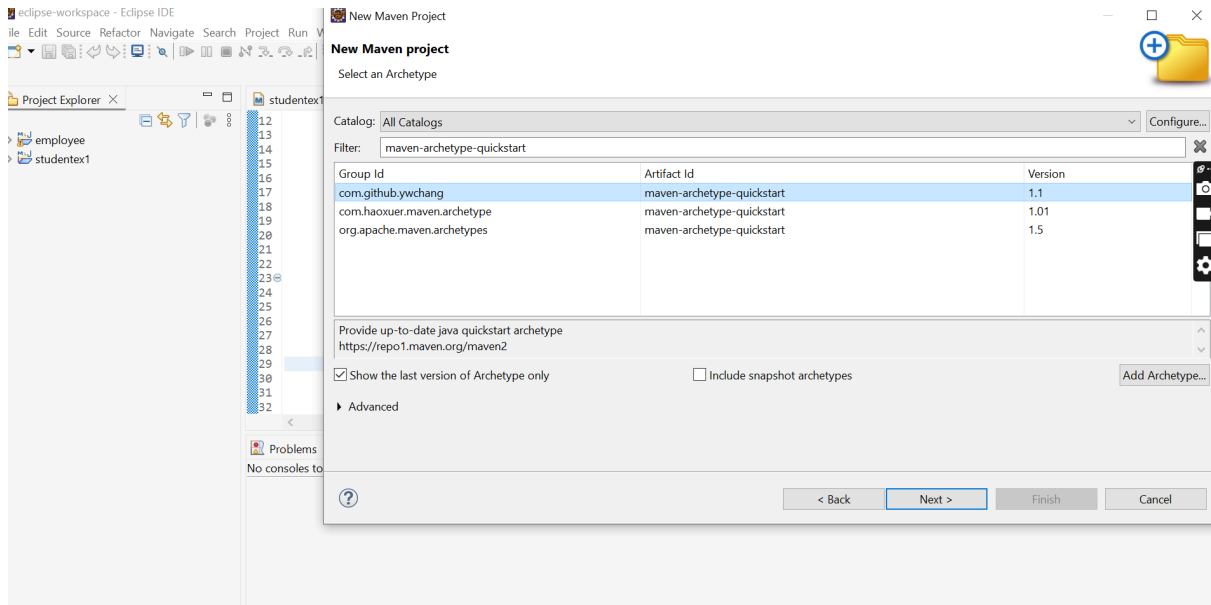 eclipse-workspace - Eclipse IDE
ile Edit Source Refactor Navigate Search Project Run
Project Explorer
employee
studentex1
studentex1
12
13
14
15
16
17
18
19
20
21
22
23
24
25
26
27
28
29
30
31
32
Problems
No consoles to
New Maven Project
New Maven project
Select an Archetype
Catalog: All Catalogs Configure...
Filter: maven-archetype-quickstart
Group Id Artifact Id Version
com.github.ywchang maven-archetype-quickstart 1.1
com.haoxuer.maven.archetype maven-archetype-quickstart 1.01
org.apache.maven.archetypes maven-archetype-quickstart 1.5
Provide up-to-date java quickstart archetype
https://repo1.maven.org/maven2
Show the last version of Archetype only Include snapshot archetypes Add Archetype...
Advanced
? < Back Next > Finish Cancel